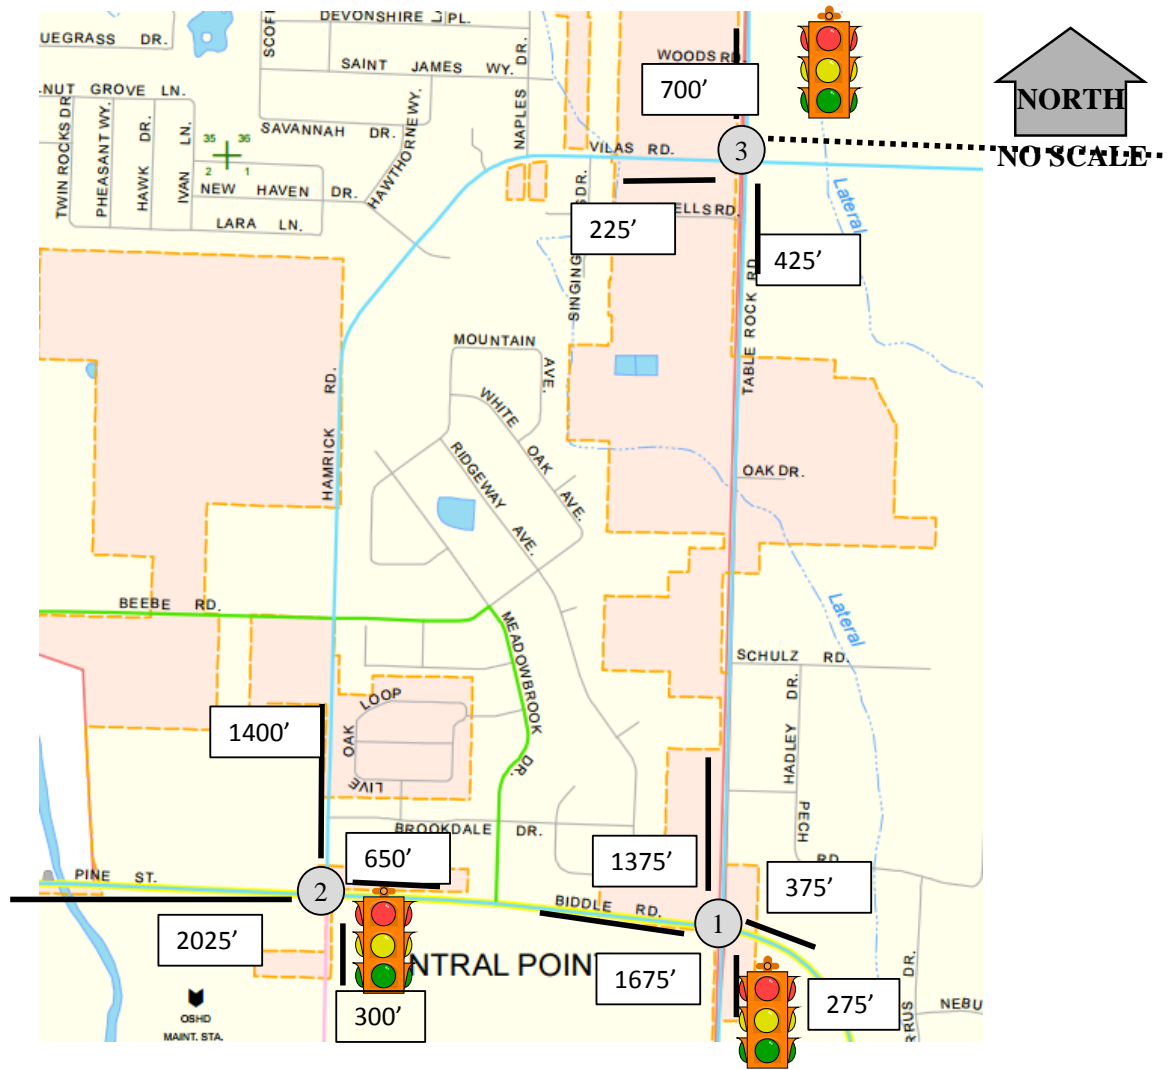 DEVONSHIRE PL.
UEGRASS DR.
SCOF
SAINT JAMES WY.
NAPLES DR.
WOODS RD.
700’
NORTH
NO SCALE
NUT GROVE LN.
TWIN ROCKS DR
PHEASANT WY.
HAWK DR.
IVAN LN.
35 36
2 1
SAVANNAH DR.
HAWTHORNE WY.
VILAS RD.
3
NEW HAVEN DR.
LARA LN.
ELLS RD.
225’
425’
Lateral
SINGING
S DR.
TABLE ROCK RD
MOUNTAIN AVE.
HAMRICK RD.
WHITE OAK AVE.
RIDGEWAY AVE.
OAK DR.
BEEBE RD.
MEADOWBROOK DR.
Lateral
SCHULZ RD.
HADLEY DR.
1400’
LIVE OAK LOOP
BROOKDALE DR.
PECH RD
650’
1375’
375’
PINE ST.
2
BIDDLE RD.
1
2025’
NTRAL POIN
1675’
275’
300’
OSHD
MAINT. STA.
RRUS DR.
NEBU